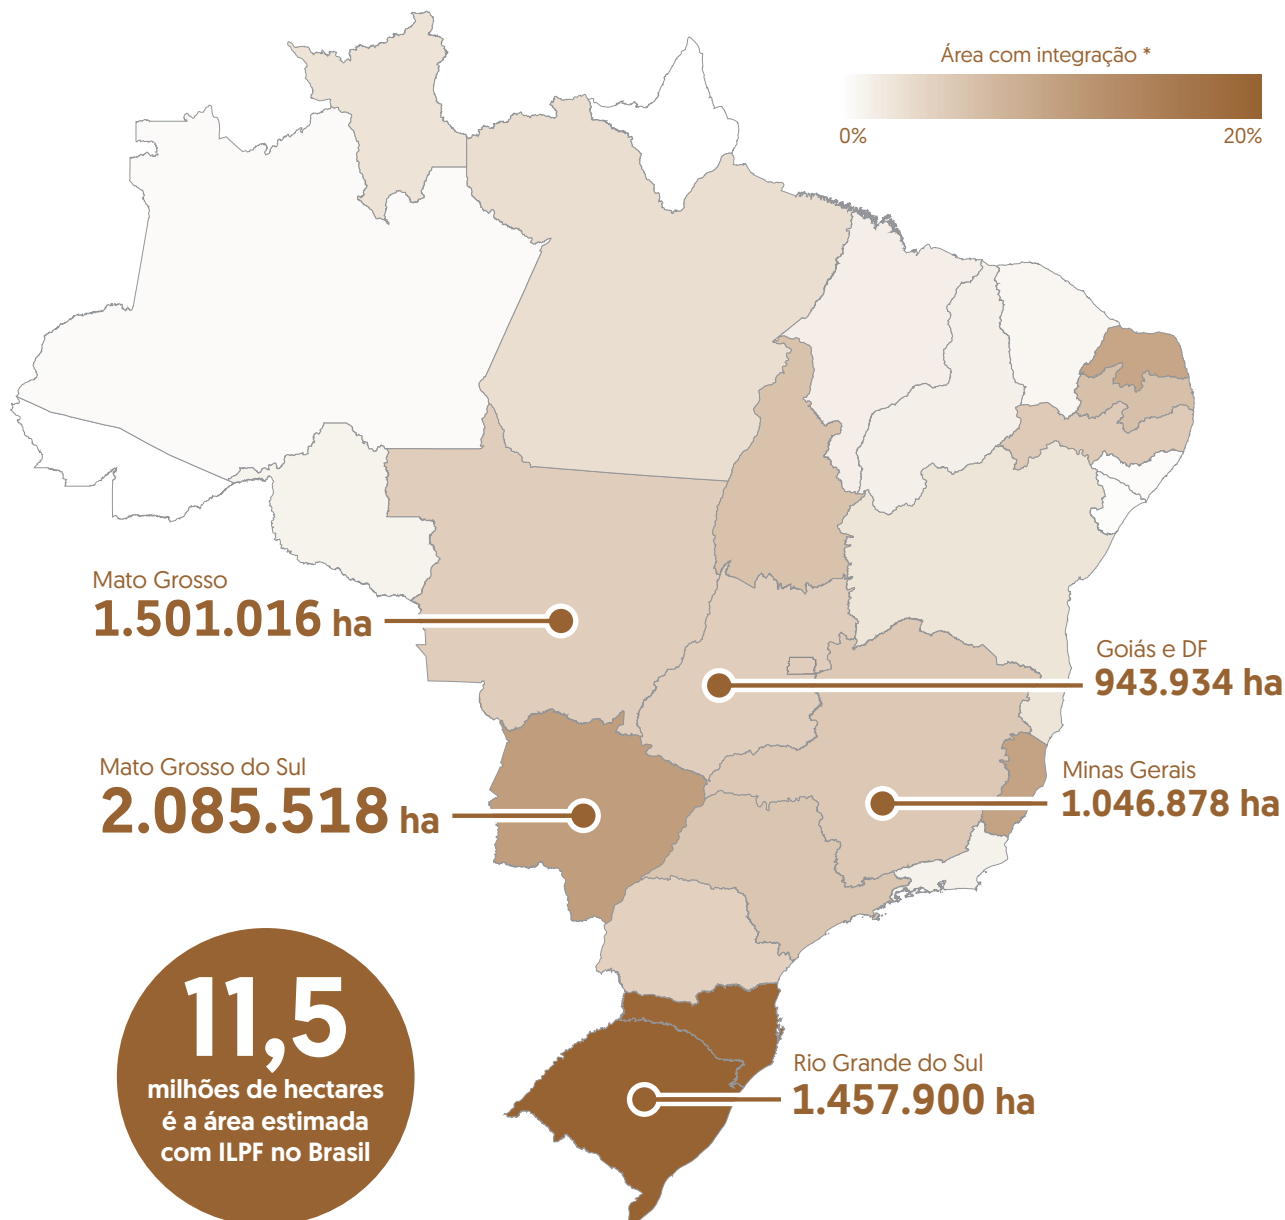 Área com integração *
0%
20%
Mato Grosso
1.501.016 ha
Goiás e DF
943.934 ha
Mato Grosso do Sul
2.085.518 ha
Minas Gerais
1.046.878 ha
11,5
milhões de hectares
é a área estimada
com ILPF no Brasil
Rio Grande do Sul
1.457.900 ha